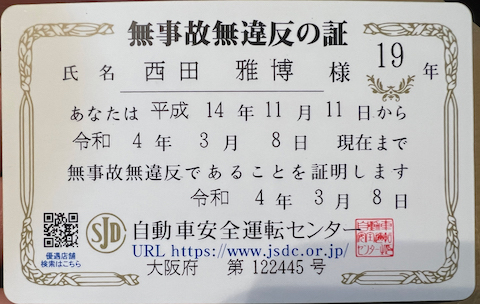 無事故無違反の証
氏名 西田 雅博 様 19 年
あなたは 平成 14 年 11 月 11 日から
令和 4 年 3 月 8 日 現在まで
無事故無違反であることを証明します
令和 4 年 3 月 8 日
SJD 自動車安全運転センター
URL https://www.jsdc.or.jp/
大阪府 第 122445 号
優遇店舗
検索はこちら